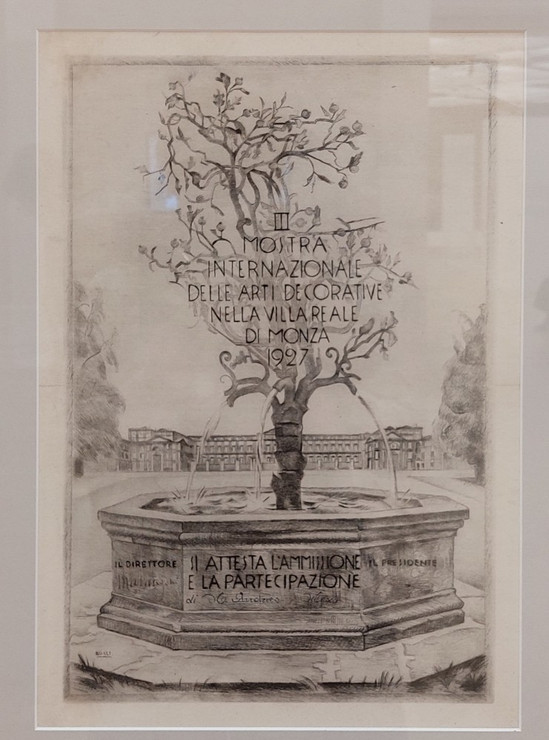 III
MOSTRA
INTERNAZIONALE
DELLE ARTI DECORATIVE
NELLA VILLA REALE
DI MONZA
1927
IL DIRETTORE
SI ATTESTA L'AMMISSIONE
E LA PARTECIPAZIONE
di
IL PRESIDENTE